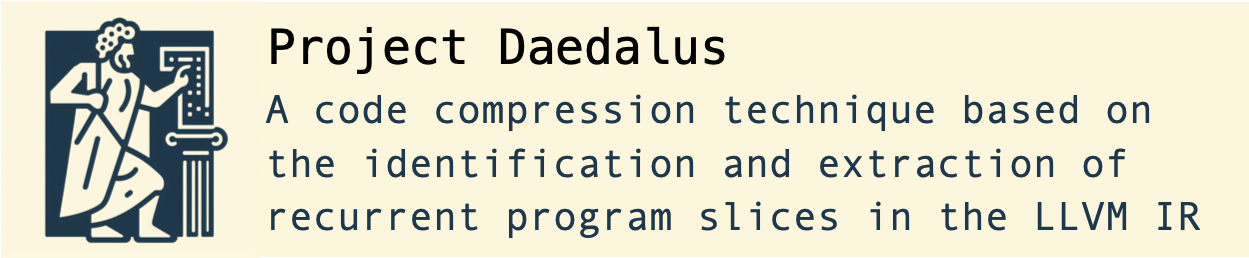 Project Daedalus
A code compression technique based on
the identification and extraction of
recurrent program slices in the LLVM IR